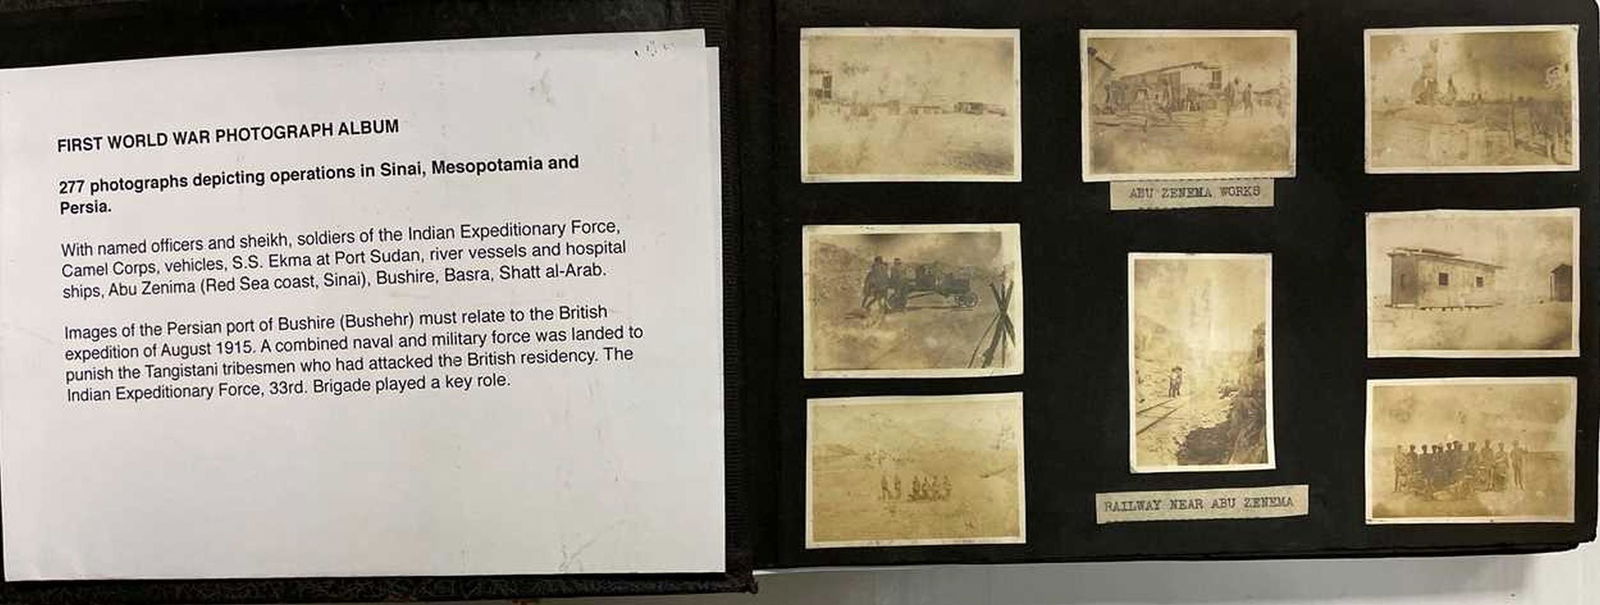 FIRST WORLD WAR PHOTOGRAPH ALBUM
277 photographs depicting operations in Sinai, Mesopotamia and
Persia.
With named officers and sheikh, soldiers of the Indian Expeditionary Force,
Camel Corps, vehicles, S.S. Ekma at Port Sudan, river vessels and hospital
ships, Abu Zenima (Red Sea coast, Sinai), Bushire, Basra, Shatt al-Arab.
Images of the Persian port of Bushire (Bushehr) must relate to the British
expedition of August 1915. A combined naval and military force was landed to
punish the Tangistani tribesmen who had attacked the British residency. The
Indian Expeditionary Force, 33rd. Brigade played a key role.
ABU ZENEMA WORKS
RAILWAY NEAR ABU ZENEMA